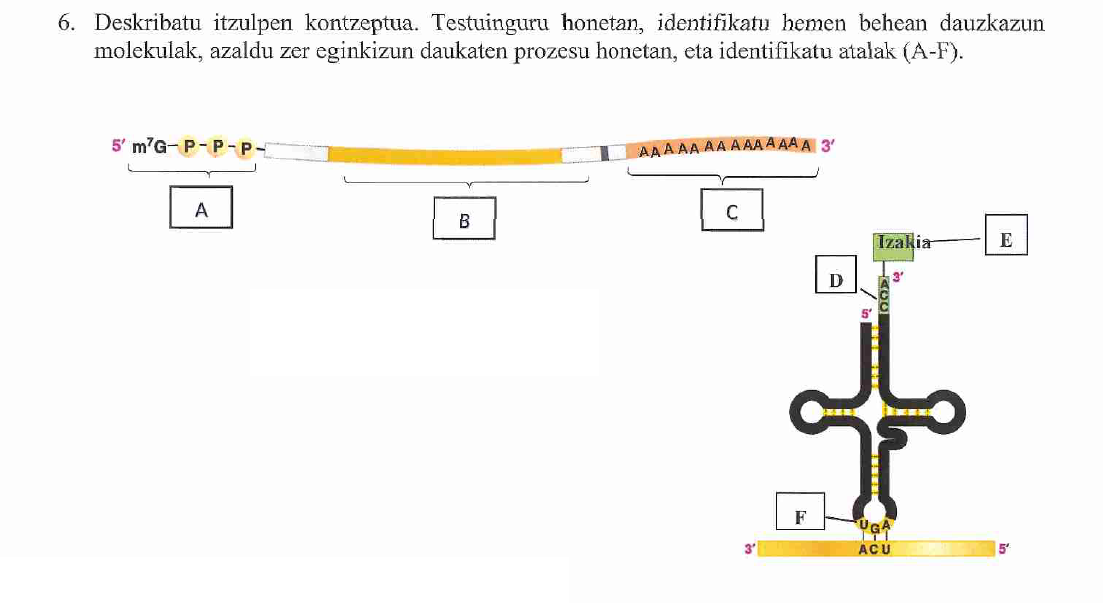 6. Deskribatu itzulpen kontzeptua. Testuinguru honetan, identifikatu hemen behean dauzkazun
molekulak, azaldu zer eginkizun daukaten prozesu honetan, eta identifikatu atalak (A-F).
5' m⁷G-P-P-P- AAAAAAAAAAAAAA 3'
A
B
C
Izakia
E
D
3'
A
C
C
5'
F
UGA
3' ACU 5'